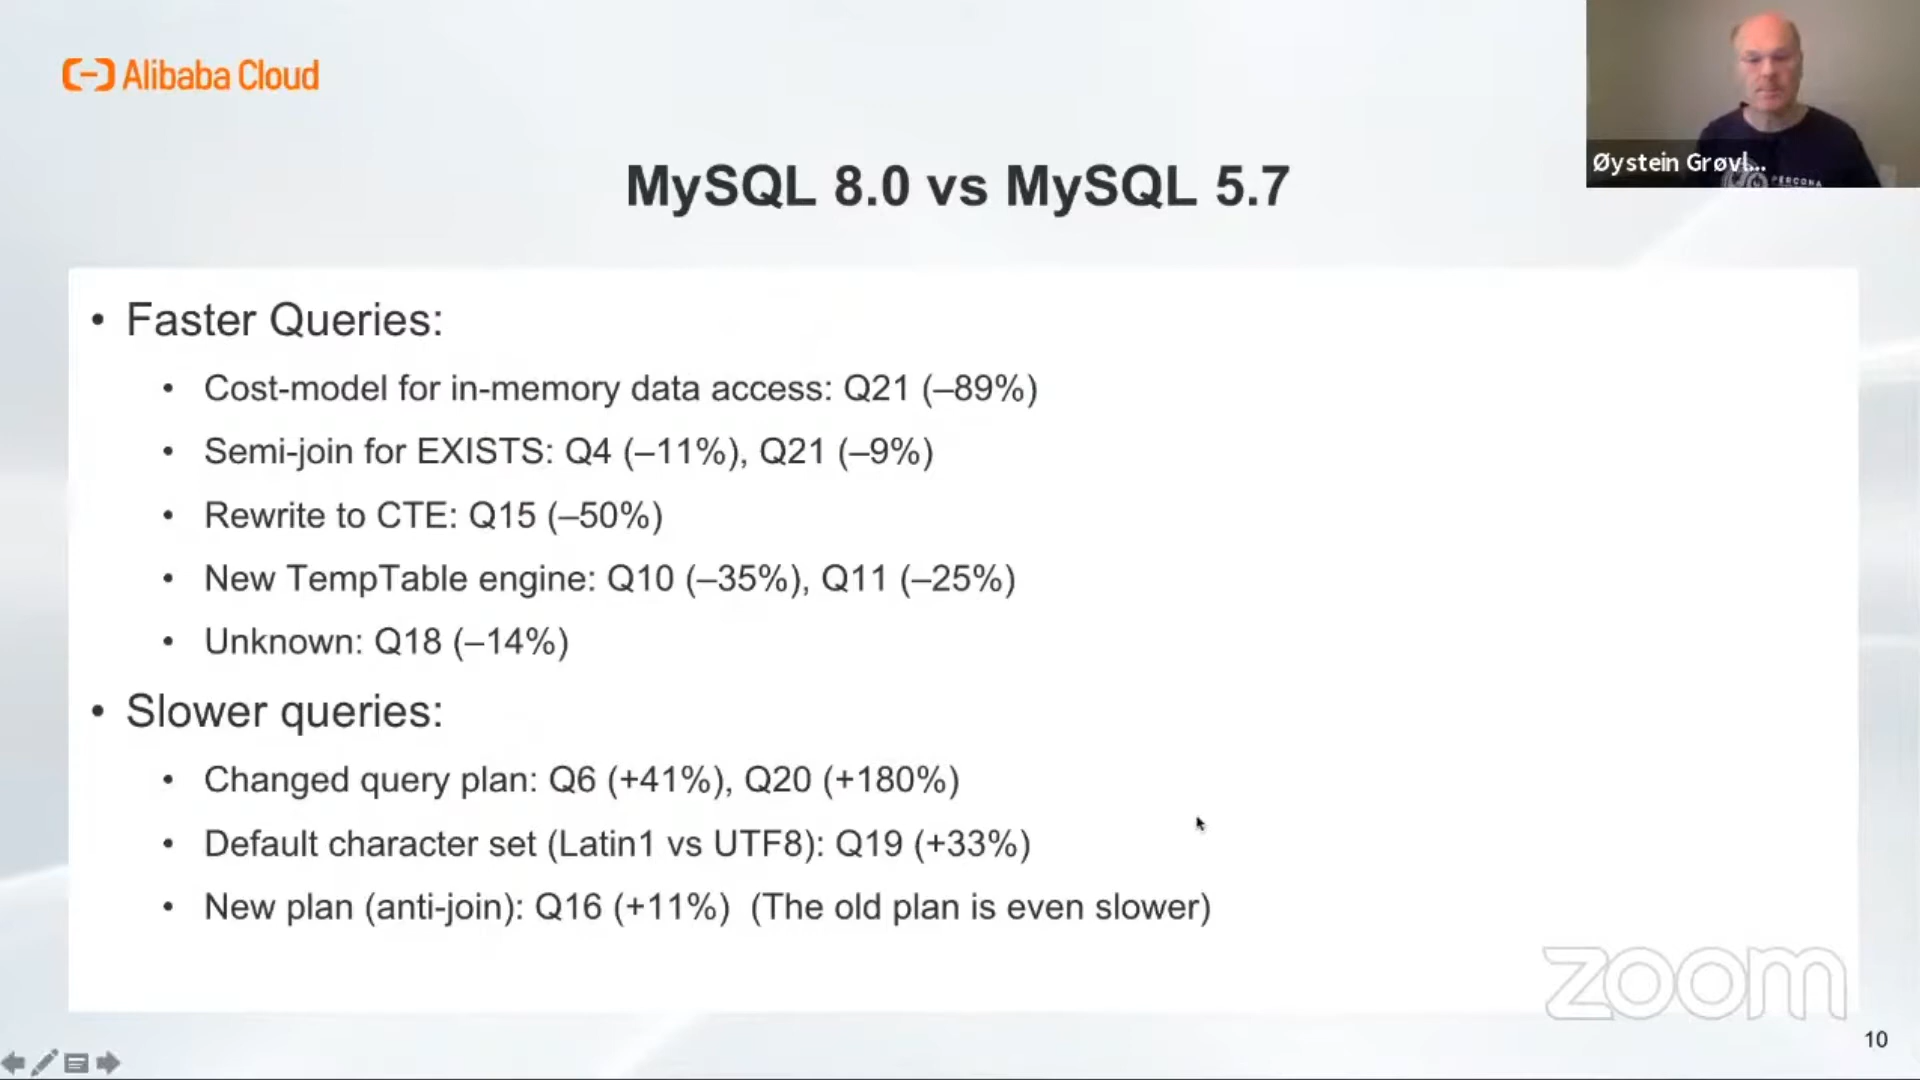 Alibaba Cloud
Øystein Grøvl...
PERCONA
MySQL 8.0 vs MySQL 5.7
• Faster Queries:
• Cost-model for in-memory data access: Q21 (–89%)
• Semi-join for EXISTS: Q4 (–11%), Q21 (–9%)
• Rewrite to CTE: Q15 (–50%)
• New TempTable engine: Q10 (–35%), Q11 (–25%)
• Unknown: Q18 (–14%)
• Slower queries:
• Changed query plan: Q6 (+41%), Q20 (+180%)
• Default character set (Latin1 vs UTF8): Q19 (+33%)
• New plan (anti-join): Q16 (+11%)  (The old plan is even slower)
zoom
10